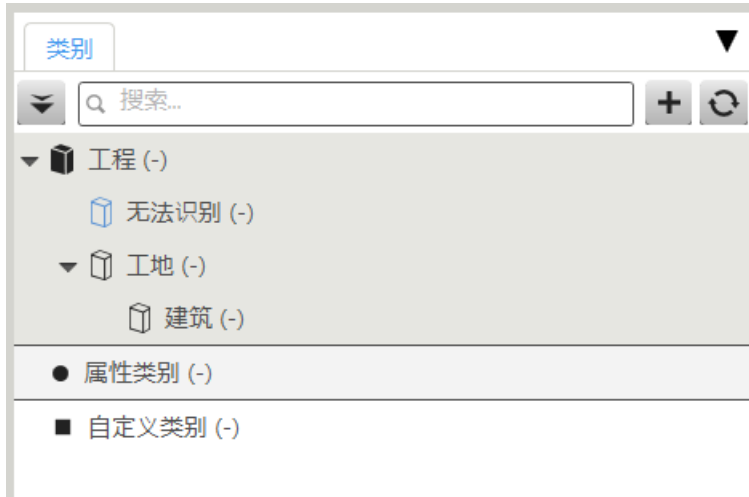 类别
搜索...
工程 (-)
无法识别 (-)
工地 (-)
建筑 (-)
属性类别 (-)
自定义类别 (-)